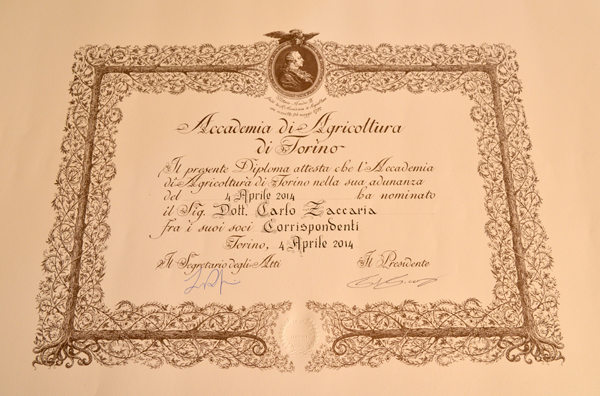 Accademia di Agricoltura
di Torino
Il presente Diploma attesta che l'Accademia
di Agricoltura di Torino nella sua adunanza
del 4 Aprile 2014 ha nominato
il Sig. Dott. Carlo Zaccaria
fra i suoi soci Corrispondenti
Torino, 4 Aprile 2014
Il Segretario degli Atti Il Presidente